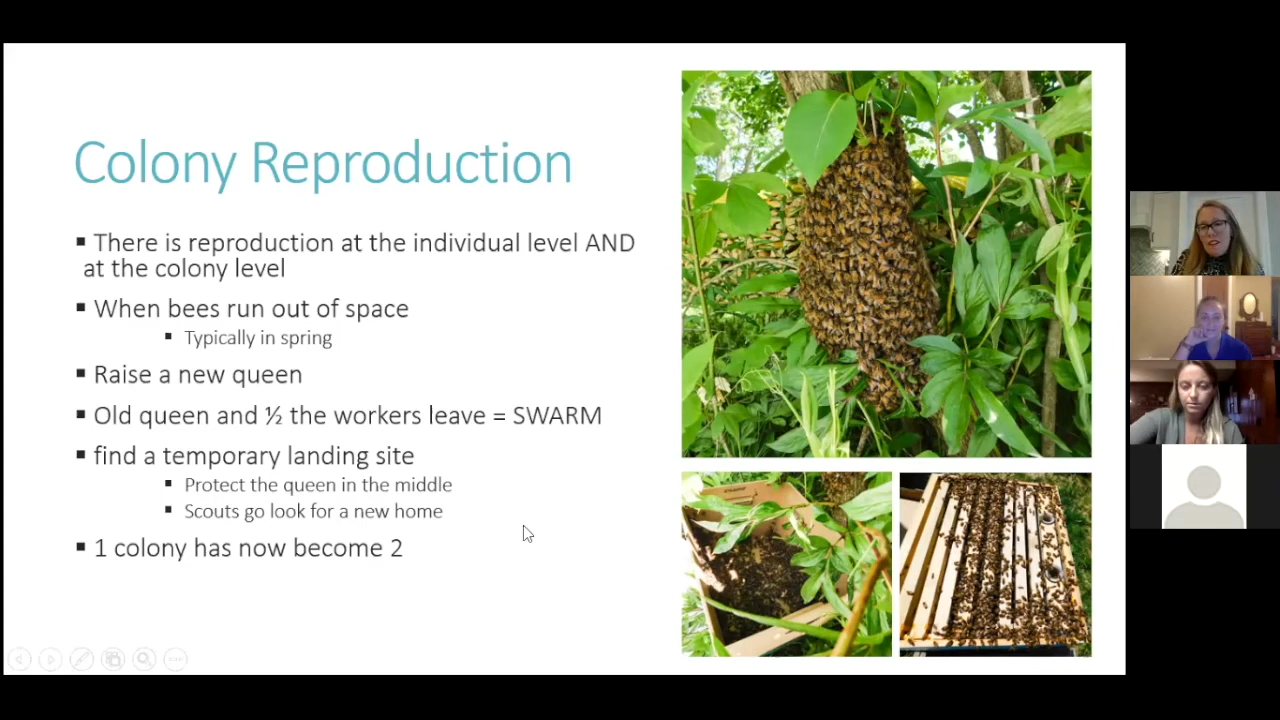 Colony Reproduction
▪ There is reproduction at the individual level AND
at the colony level
▪ When bees run out of space
▪ Typically in spring
▪ Raise a new queen
▪ Old queen and ½ the workers leave = SWARM
▪ find a temporary landing site
▪ Protect the queen in the middle
▪ Scouts go look for a new home
▪ 1 colony has now become 2